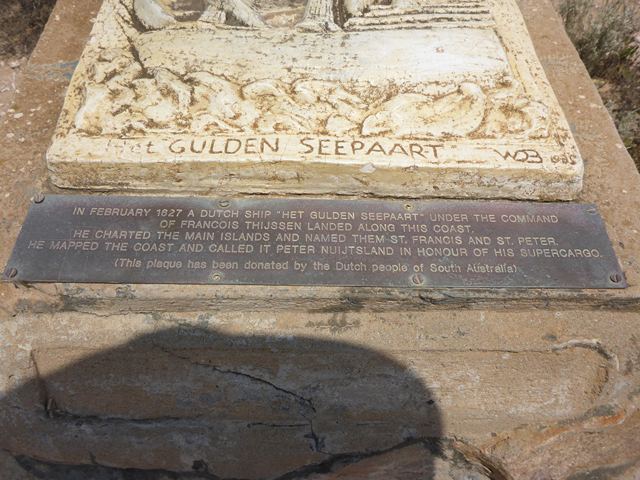 Het GULDEN SEEPAART WDB 1985
IN FEBRUARY 1627 A DUTCH SHIP "HET GULDEN SEEPAART" UNDER THE COMMAND
OF FRANCOIS THIJSSEN LANDED ALONG THIS COAST.
HE CHARTED THE MAIN ISLANDS AND NAMED THEM ST. FRANCIS AND ST. PETER.
HE MAPPED THE COAST AND CALLED IT PETER NUIJTSLAND IN HONOUR OF HIS SUPERCARGO.
(This plaque has been donated by the Dutch people of South Australia)